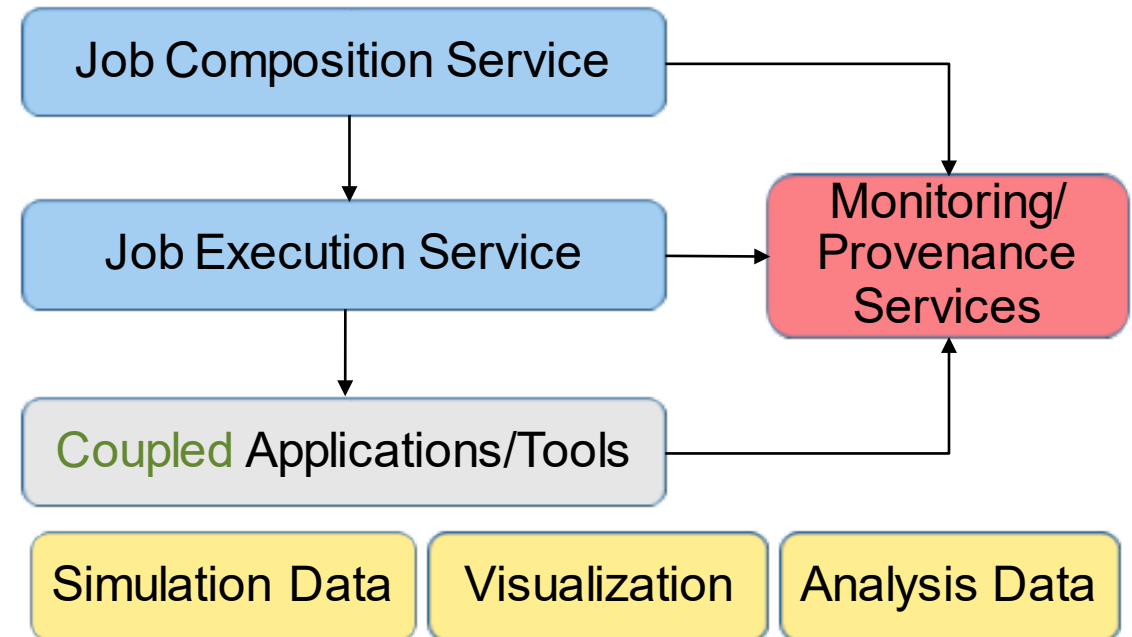 Job Composition Service
Monitoring/
Provenance
Services
Job Execution Service
Coupled Applications/Tools
Simulation Data
Visualization
Analysis Data